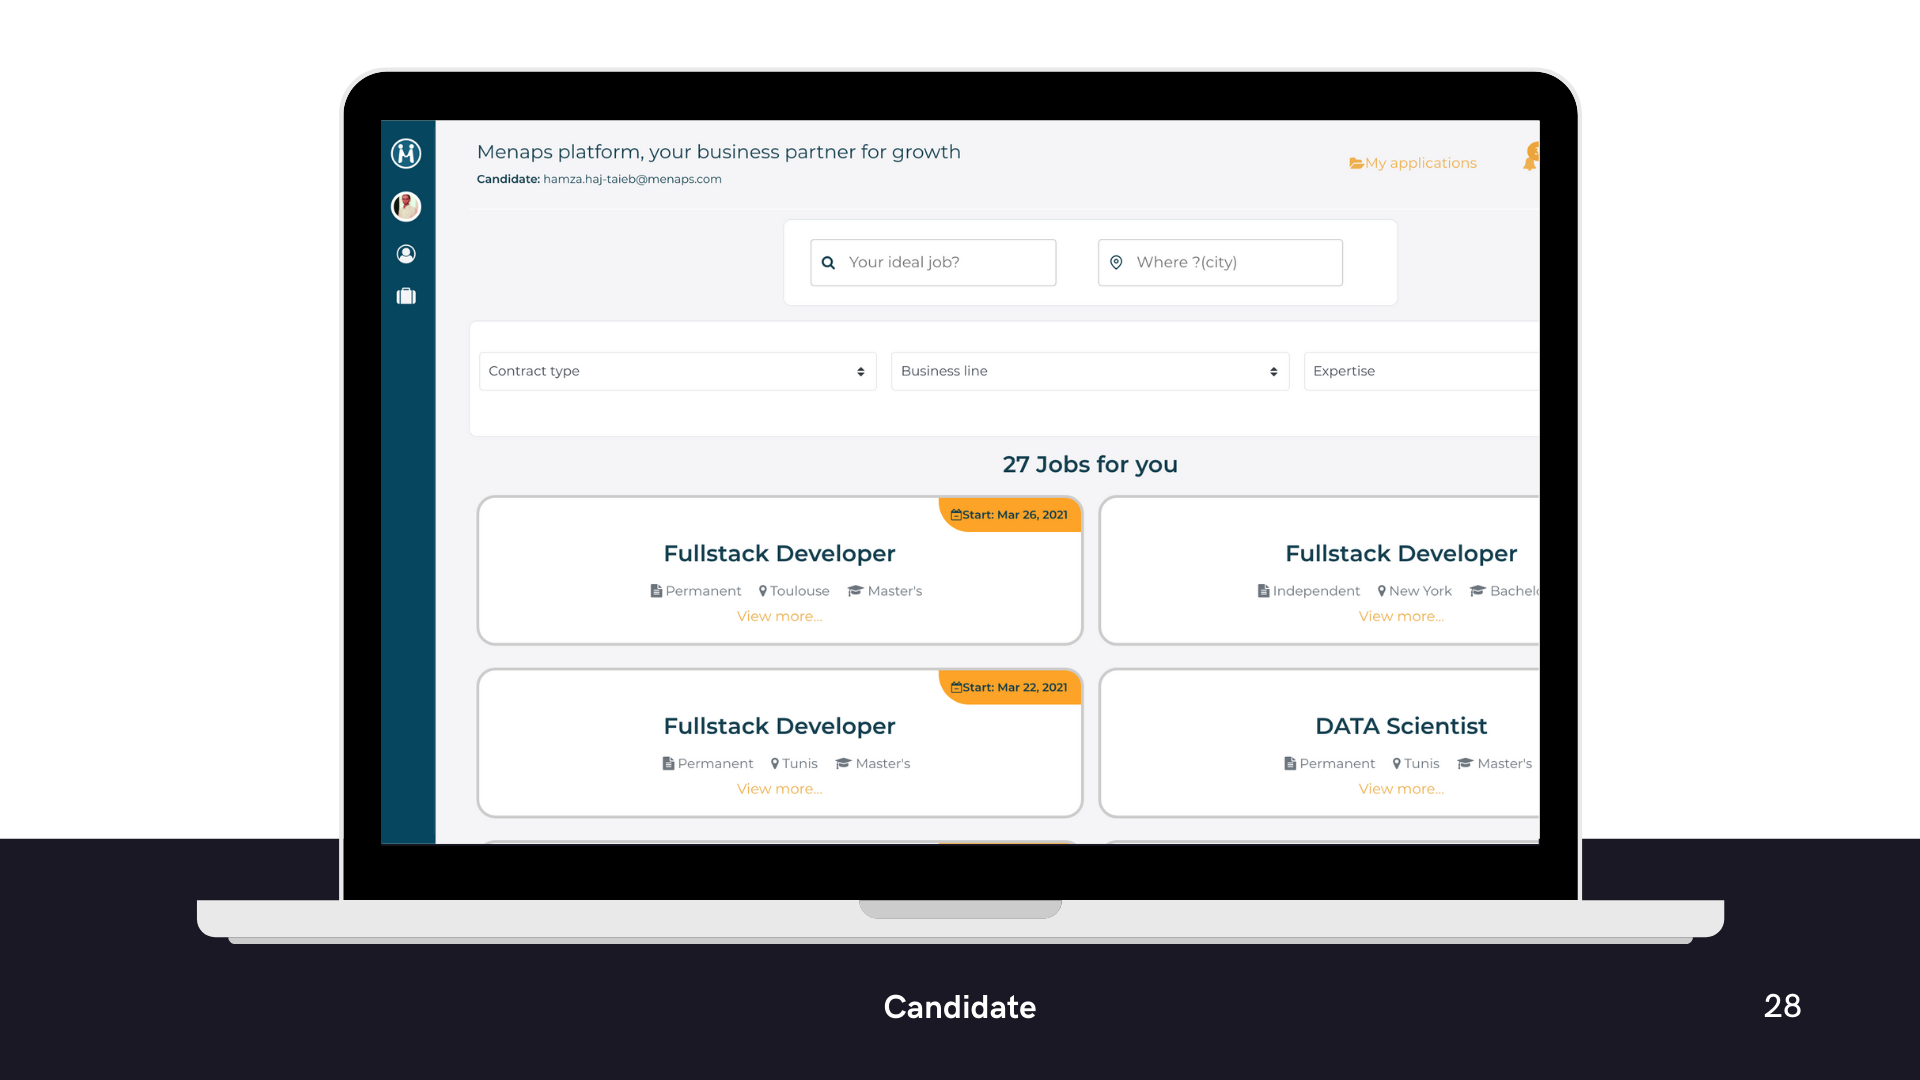 Menaps platform, your business partner for growth
Candidate: hamza.haj-taieb@menaps.com
My applications
Your ideal job?
Where ?(city)
Contract type
Business line
Expertise
27 Jobs for you
Start: Mar 26, 2021
Fullstack Developer
Permanent Toulouse Master's
View more...
Fullstack Developer
Independent New York
View more...
Start: Mar 22, 2021
Fullstack Developer
Permanent Tunis Master's
View more...
DATA Scientist
Permanent Tunis Master's
View more...
Candidate
28